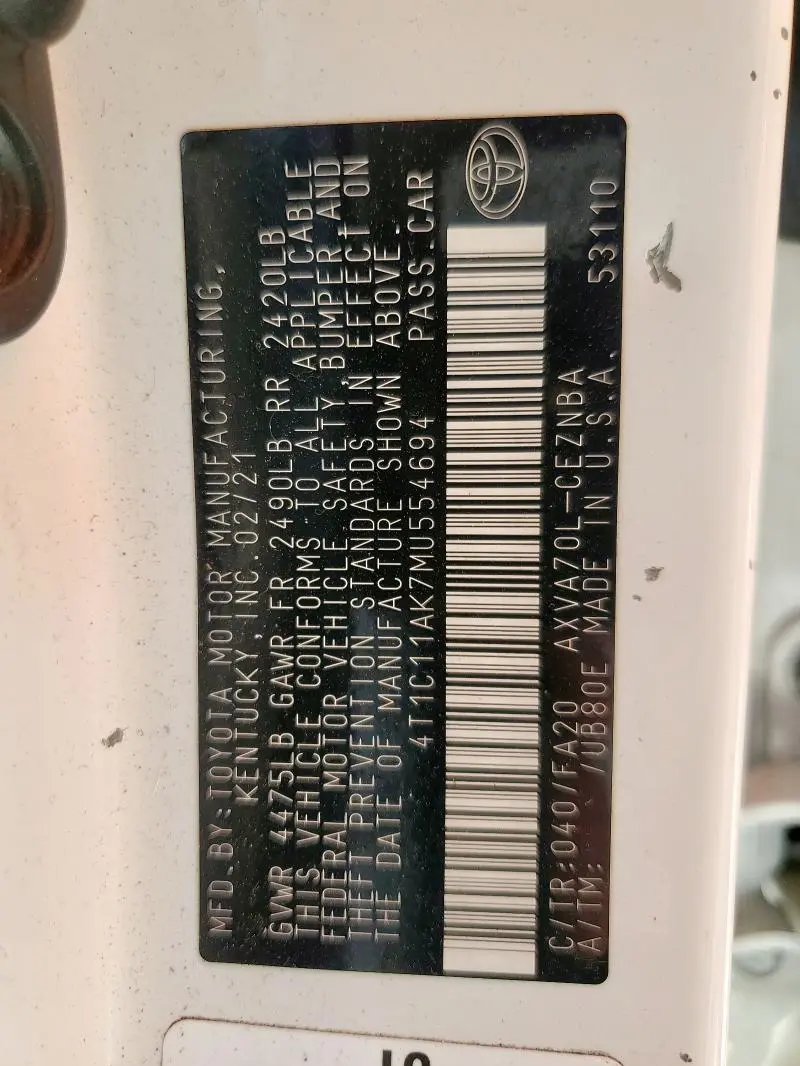 MFD.BY:TOYOTA MOTOR MANUFACTURING,
KENTUCKY,INC.02/21
GVWR 4475LB GAWR FR 2490LB RR 2420LB
THIS VEHICLE CONFORMS TO ALL APPLICABLE
FEDERAL MOTOR VEHICLE SAFETY, BUMPER AND
THEFT PREVENTION STANDARDS IN EFFECT ON
THE DATE OF MANUFACTURE SHOWN ABOVE.
4T1C11AK7MU554694 PASS.CAR
C/TR:040/FA20 AXVA70L-CEZNBA
A/TM: /UB80E MADE IN U.S.A. 53110